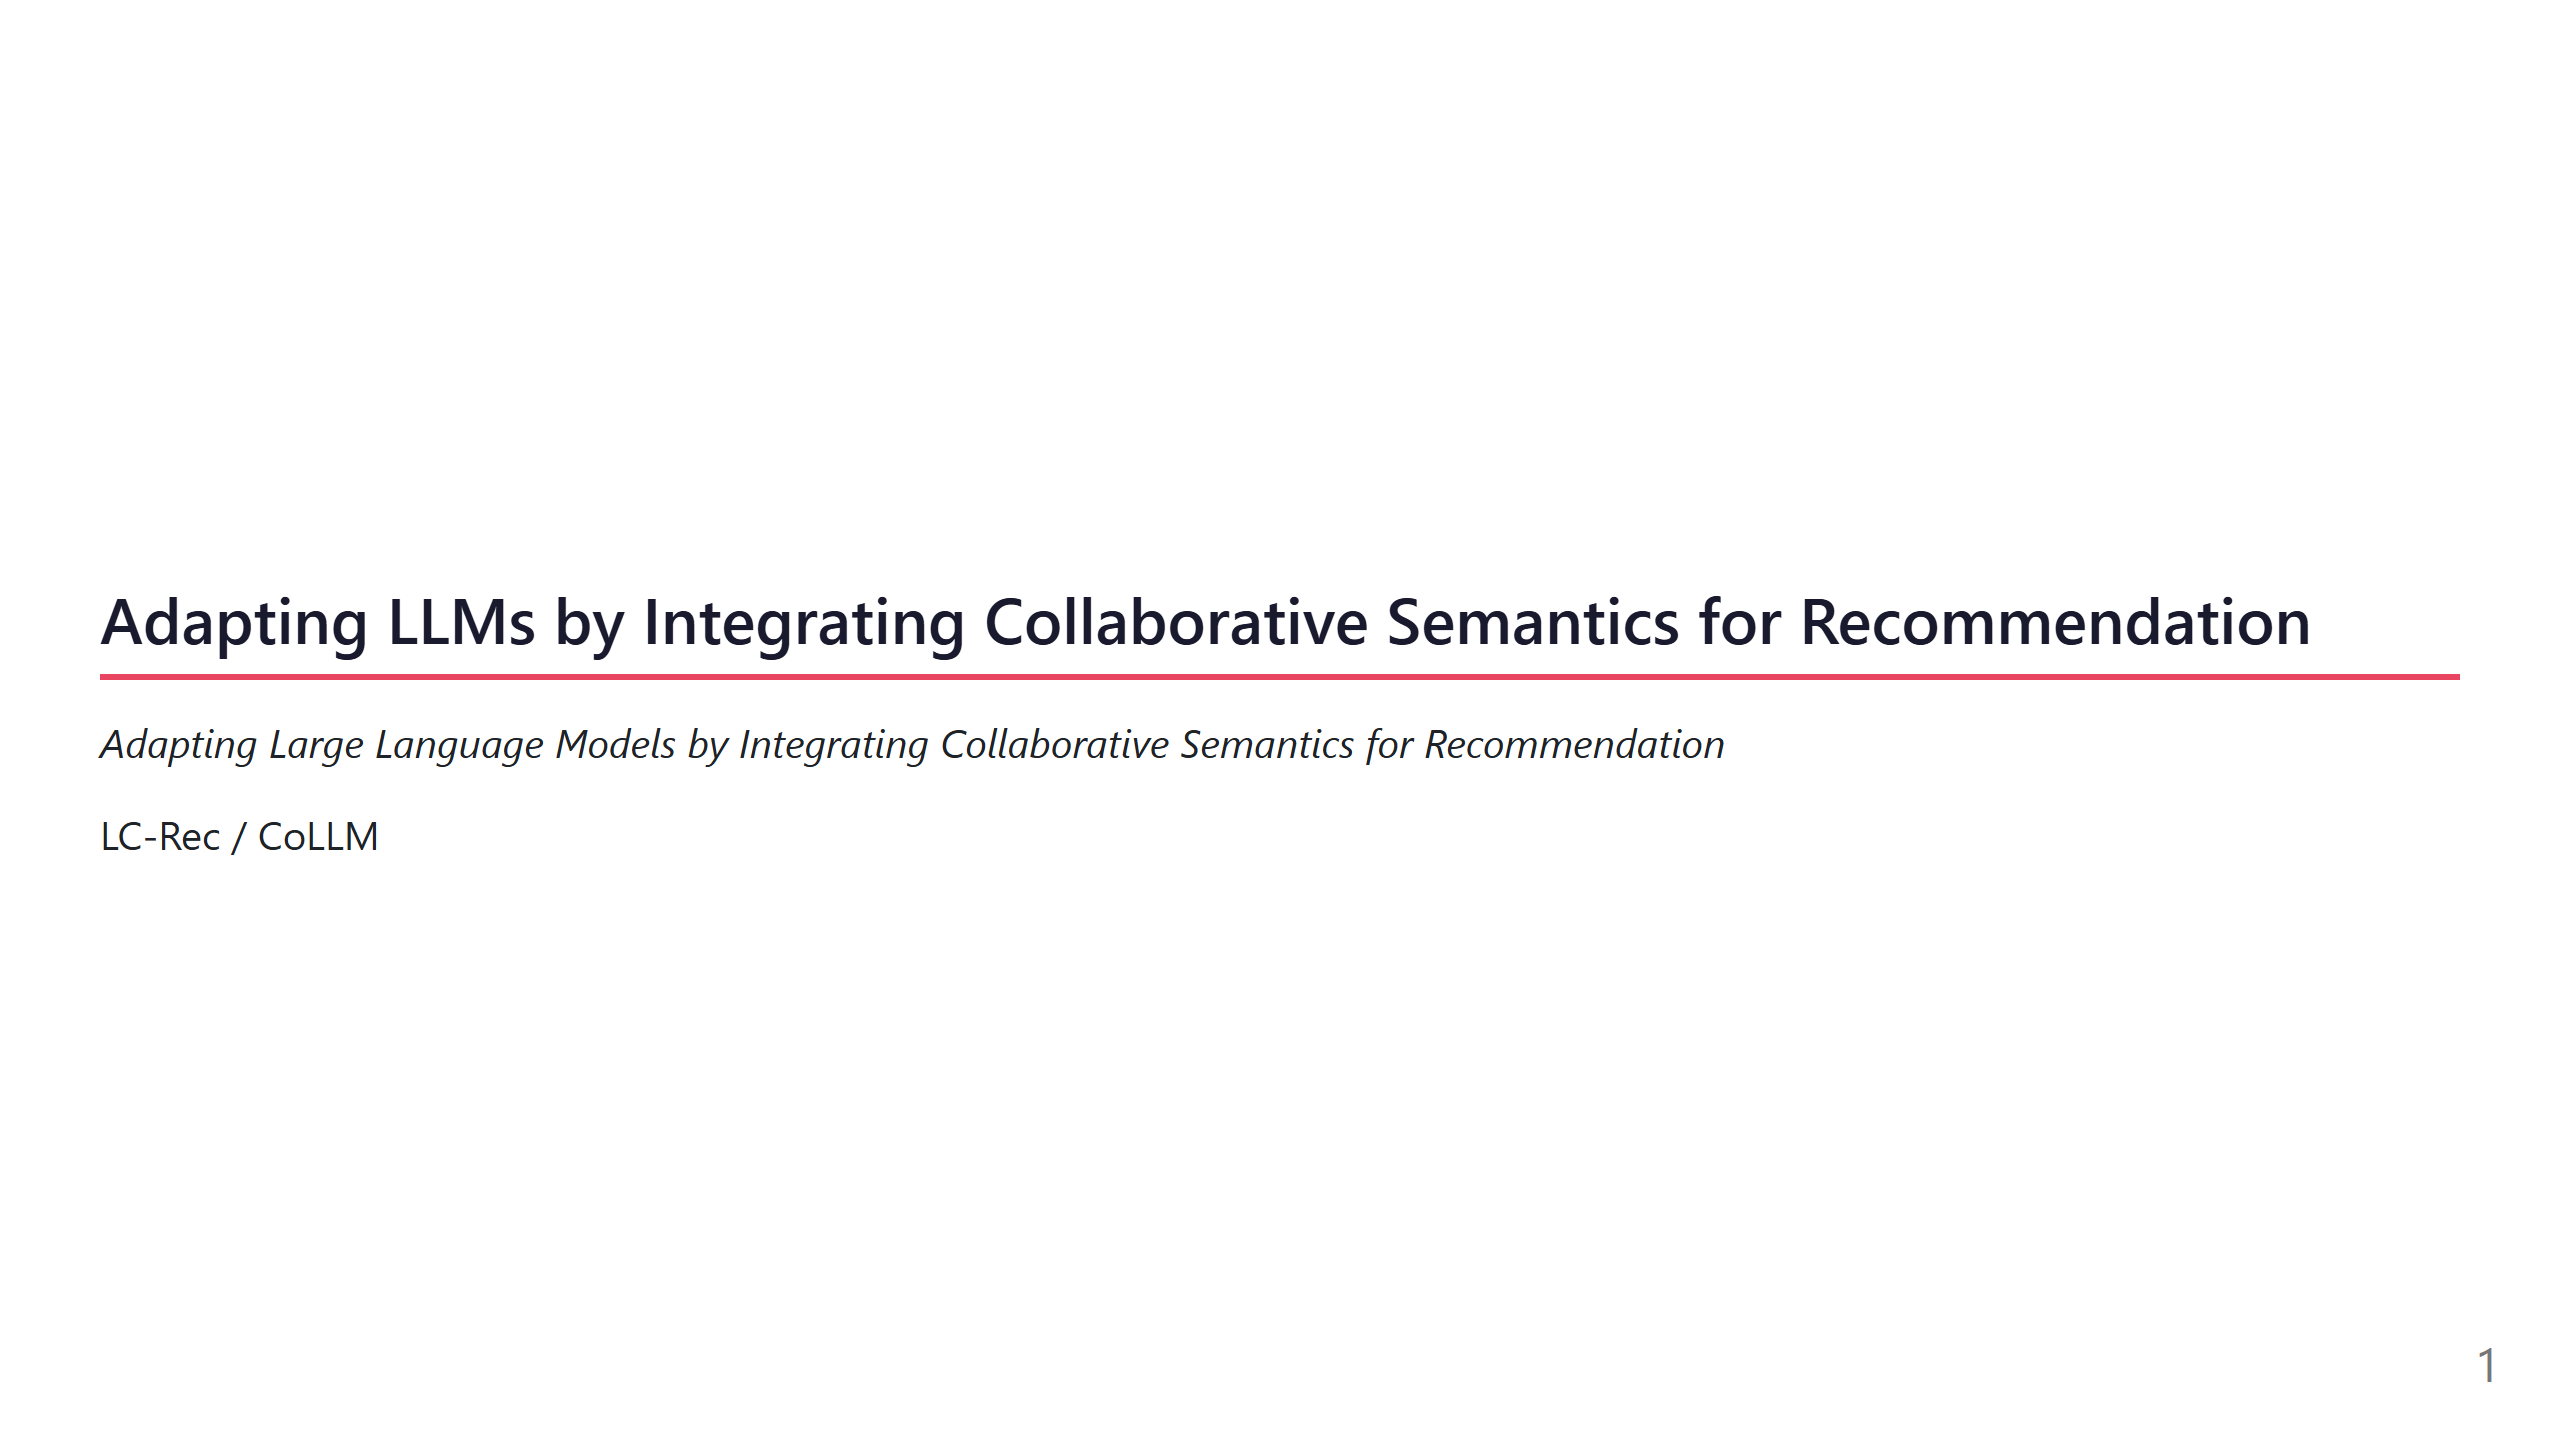 Adapting LLMs by Integrating Collaborative Semantics for Recommendation
Adapting Large Language Models by Integrating Collaborative Semantics for Recommendation
LC-Rec / CoLLM
1